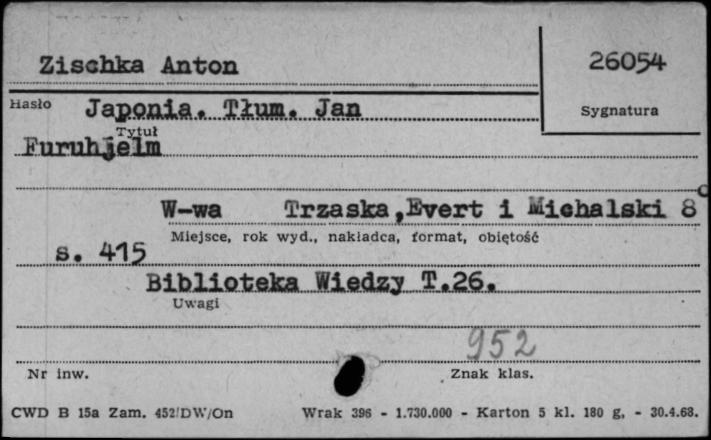 Zischka Anton
26054
Hasło Japonia. Tłum. Jan
Sygnatura
Tytuł
Furuhjelm
W-wa Trzaska, Evert i Michalski 8°
Miejsce, rok wyd., nakładca, format, objętość
s. 415
Biblioteka Wiedzy T.26.
Uwagi
952
Nr inw.
Znak klas.
CWD B 15a Zam. 452/DW/On Wrak 396 - 1.730.000 - Karton 5 kl. 180 g, - 30.4.68.